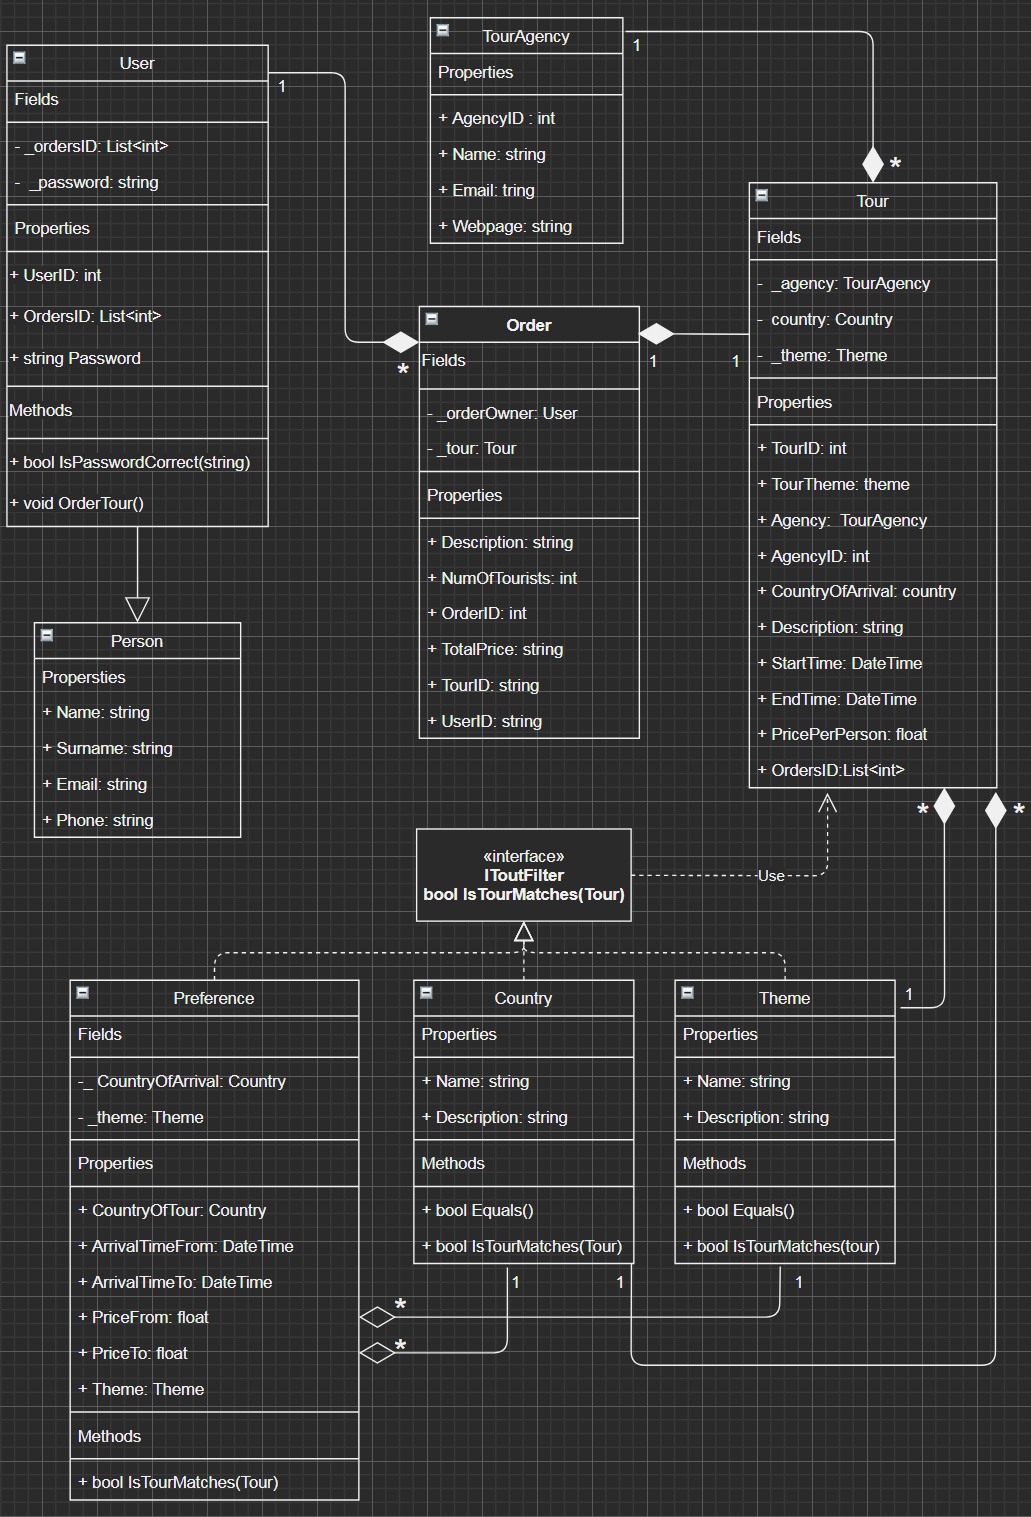 User
Fields
- _ordersID: List<int>
- _password: string
Properties
+ UserID: int
+ OrdersID: List<int>
+ string Password
Methods
+ bool IsPasswordCorrect(string)
+ void OrderTour()
1
*
TourAgency
Properties
+ AgencyID : int
+ Name: string
+ Email: tring
+ Webpage: string
1
*
Tour
Fields
- _agency: TourAgency
- country: Country
- _theme: Theme
Properties
+ TourID: int
+ TourTheme: theme
+ Agency: TourAgency
+ AgencyID: int
+ CountryOfArrival: country
+ Description: string
+ StartTime: DateTime
+ EndTime: DateTime
+ PricePerPerson: float
+ OrdersID:List<int>
Order
Fields
- _orderOwner: User
- _tour: Tour
Properties
+ Description: string
+ NumOfTourists: int
+ OrderID: int
+ TotalPrice: string
+ TourID: string
+ UserID: string
1
1
Person
Propersties
+ Name: string
+ Surname: string
+ Email: string
+ Phone: string
«interface»
IToutFilter
bool IsTourMatches(Tour)
Use
*
*
Preference
Fields
-_ CountryOfArrival: Country
- _theme: Theme
Properties
+ CountryOfTour: Country
+ ArrivalTimeFrom: DateTime
+ ArrivalTimeTo: DateTime
+ PriceFrom: float
+ PriceTo: float
+ Theme: Theme
Methods
+ bool IsTourMatches(Tour)
Country
Properties
+ Name: string
+ Description: string
Methods
+ bool Equals()
+ bool IsTourMatches(Tour)
Theme
Properties
+ Name: string
+ Description: string
Methods
+ bool Equals()
+ bool IsTourMatches(tour)
1
1
1
1
*
*